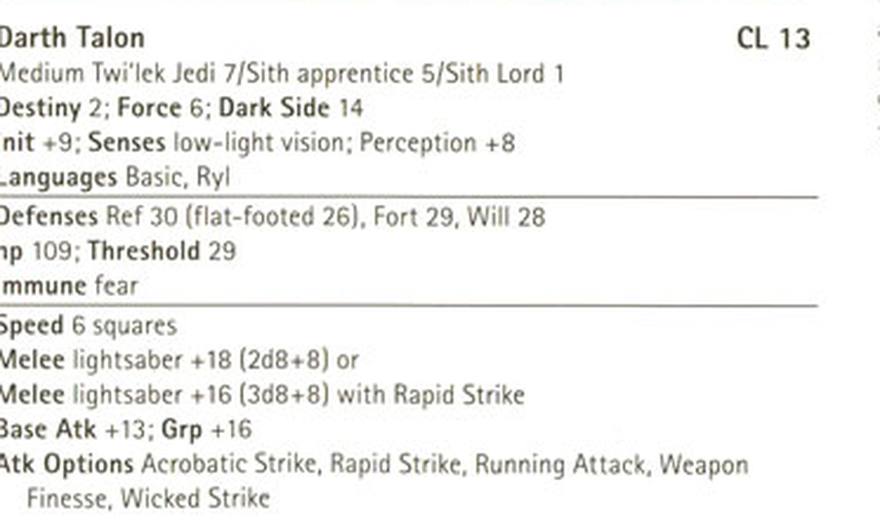 Darth Talon CL 13
Medium Twi'lek Jedi 7/Sith apprentice 5/Sith Lord 1
Destiny 2; Force 6; Dark Side 14
Init +9; Senses low-light vision; Perception +8
Languages Basic, Ryl
Defenses Ref 30 (flat-footed 26), Fort 29, Will 28
hp 109; Threshold 29
Immune fear
Speed 6 squares
Melee lightsaber +18 (2d8+8) or
Melee lightsaber +16 (3d8+8) with Rapid Strike
Base Atk +13; Grp +16
Atk Options Acrobatic Strike, Rapid Strike, Running Attack, Weapon
Finesse, Wicked Strike